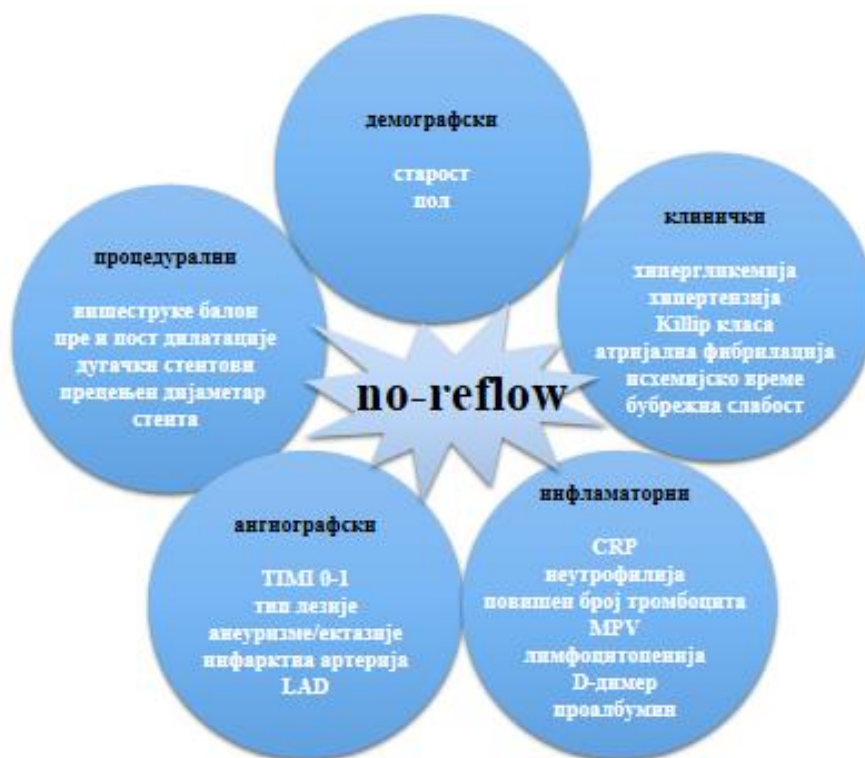 демографски
старост
пол
клинички
хипергликемија
хипертензија
Killip класа
атријална фибрилација
исхемијско време
бубрежна слабост
инфламаторни
CRP
неутрофилија
повишен број тромбоцита
MPV
лимфоцитопенија
D-димер
проалбумин
ангиографски
TIMI 0-1
тип лезије
анеуризме/ектазије
инфарктна артерија
LAD
процедурални
вишеструке балон
пре и пост дилатације
дугачки стентови
прецењен дијаметар
стента
no-reflow